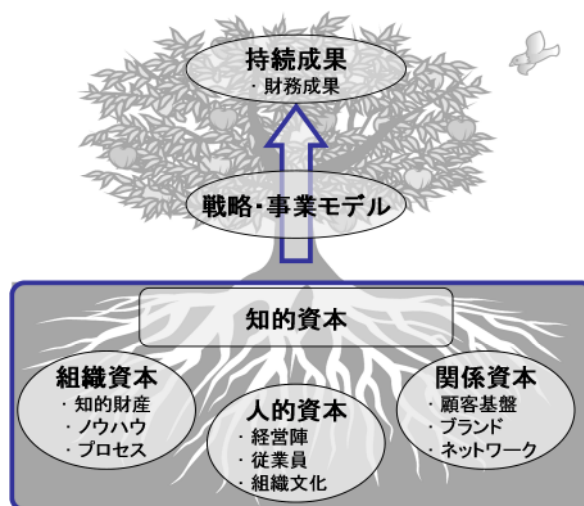 持続成果
・財務成果
戦略・事業モデル
知的資本
組織資本
・知的財産
・ノウハウ
・プロセス
人的資本
・経営陣
・従業員
・組織文化
関係資本
・顧客基盤
・ブランド
・ネットワーク